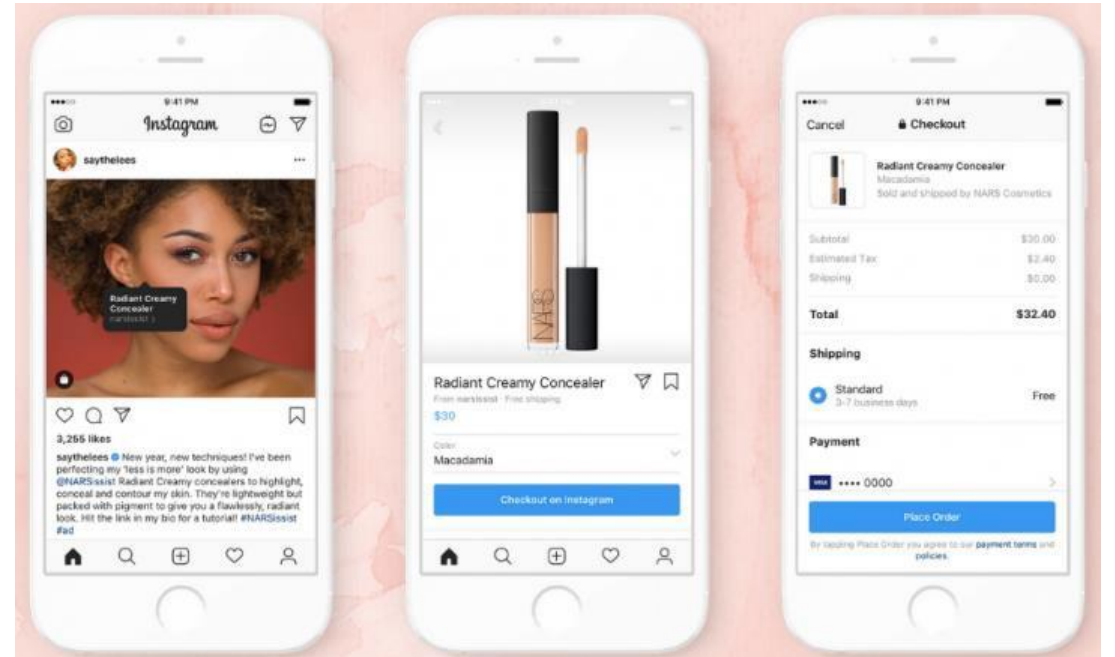 9:41 PM
Instagram
saythelees
Radiant Creamy
Concealer
narsissist >
3,255 likes
saythelees New year, new techniques! I've been
perfecting my 'less is more' look by using
@NARSissist Radiant Creamy concealers to highlight,
conceal and contour my skin. They're lightweight but
packed with pigment to give you a flawlessly, radiant
look. Hit the link in my bio for a tutorial! #NARSissist
#ad
NARS
Radiant Creamy Concealer
From narsissist · Free shipping
$30
Color
Macadamia
Checkout on Instagram
9:41 PM
Cancel
Checkout
Radiant Creamy Concealer
Macadamia
Sold and shipped by NARS Cosmetics
Subtotal $30.00
Estimated Tax $2.40
Shipping $0.00
Total $32.40
Shipping
Standard
3-7 business days
Free
Payment
VISA •••• 0000
Place Order
By tapping Place Order you agree to our payment terms and
policies.